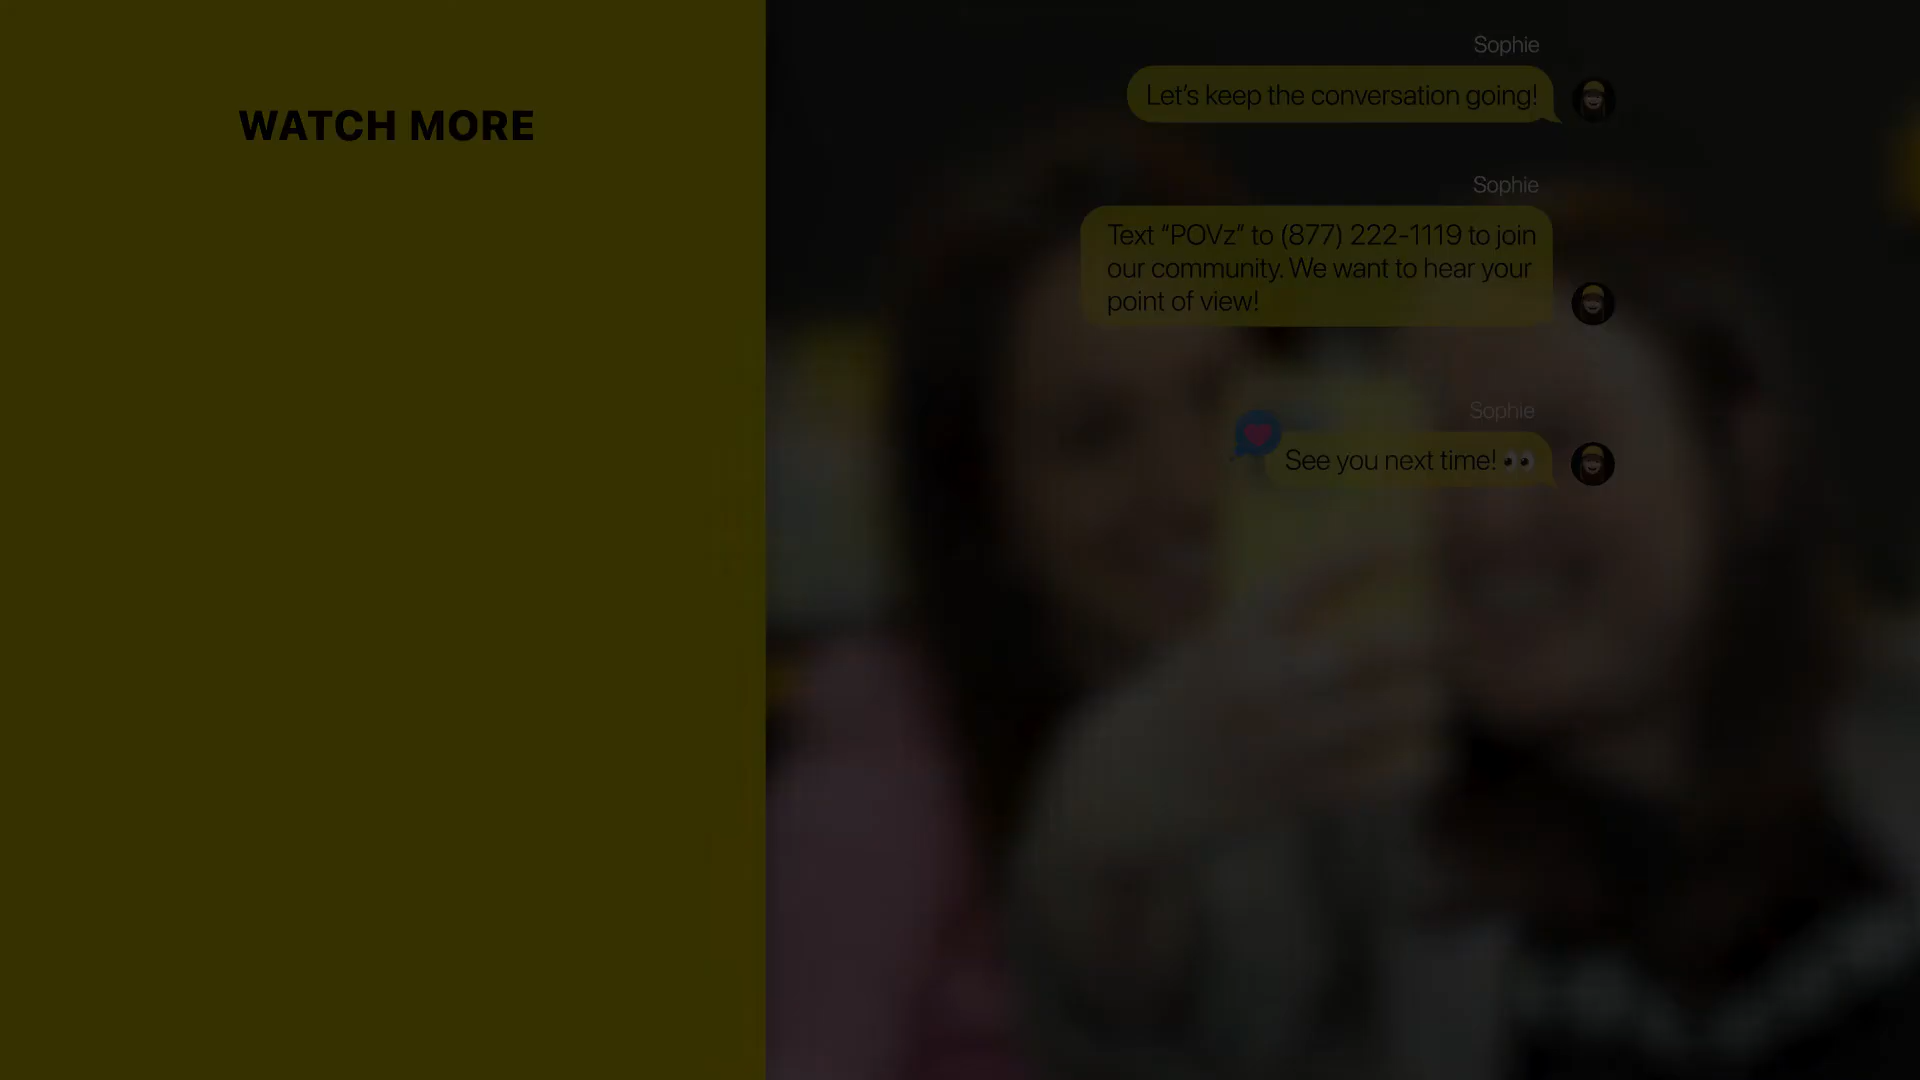 WATCH MORE
Sophie
Let's keep the conversation going!
Sophie
Text “POVz“ to (877) 222-1119 to join
our community. We want to hear your
point of view!
Sophie
See you next time! 👀